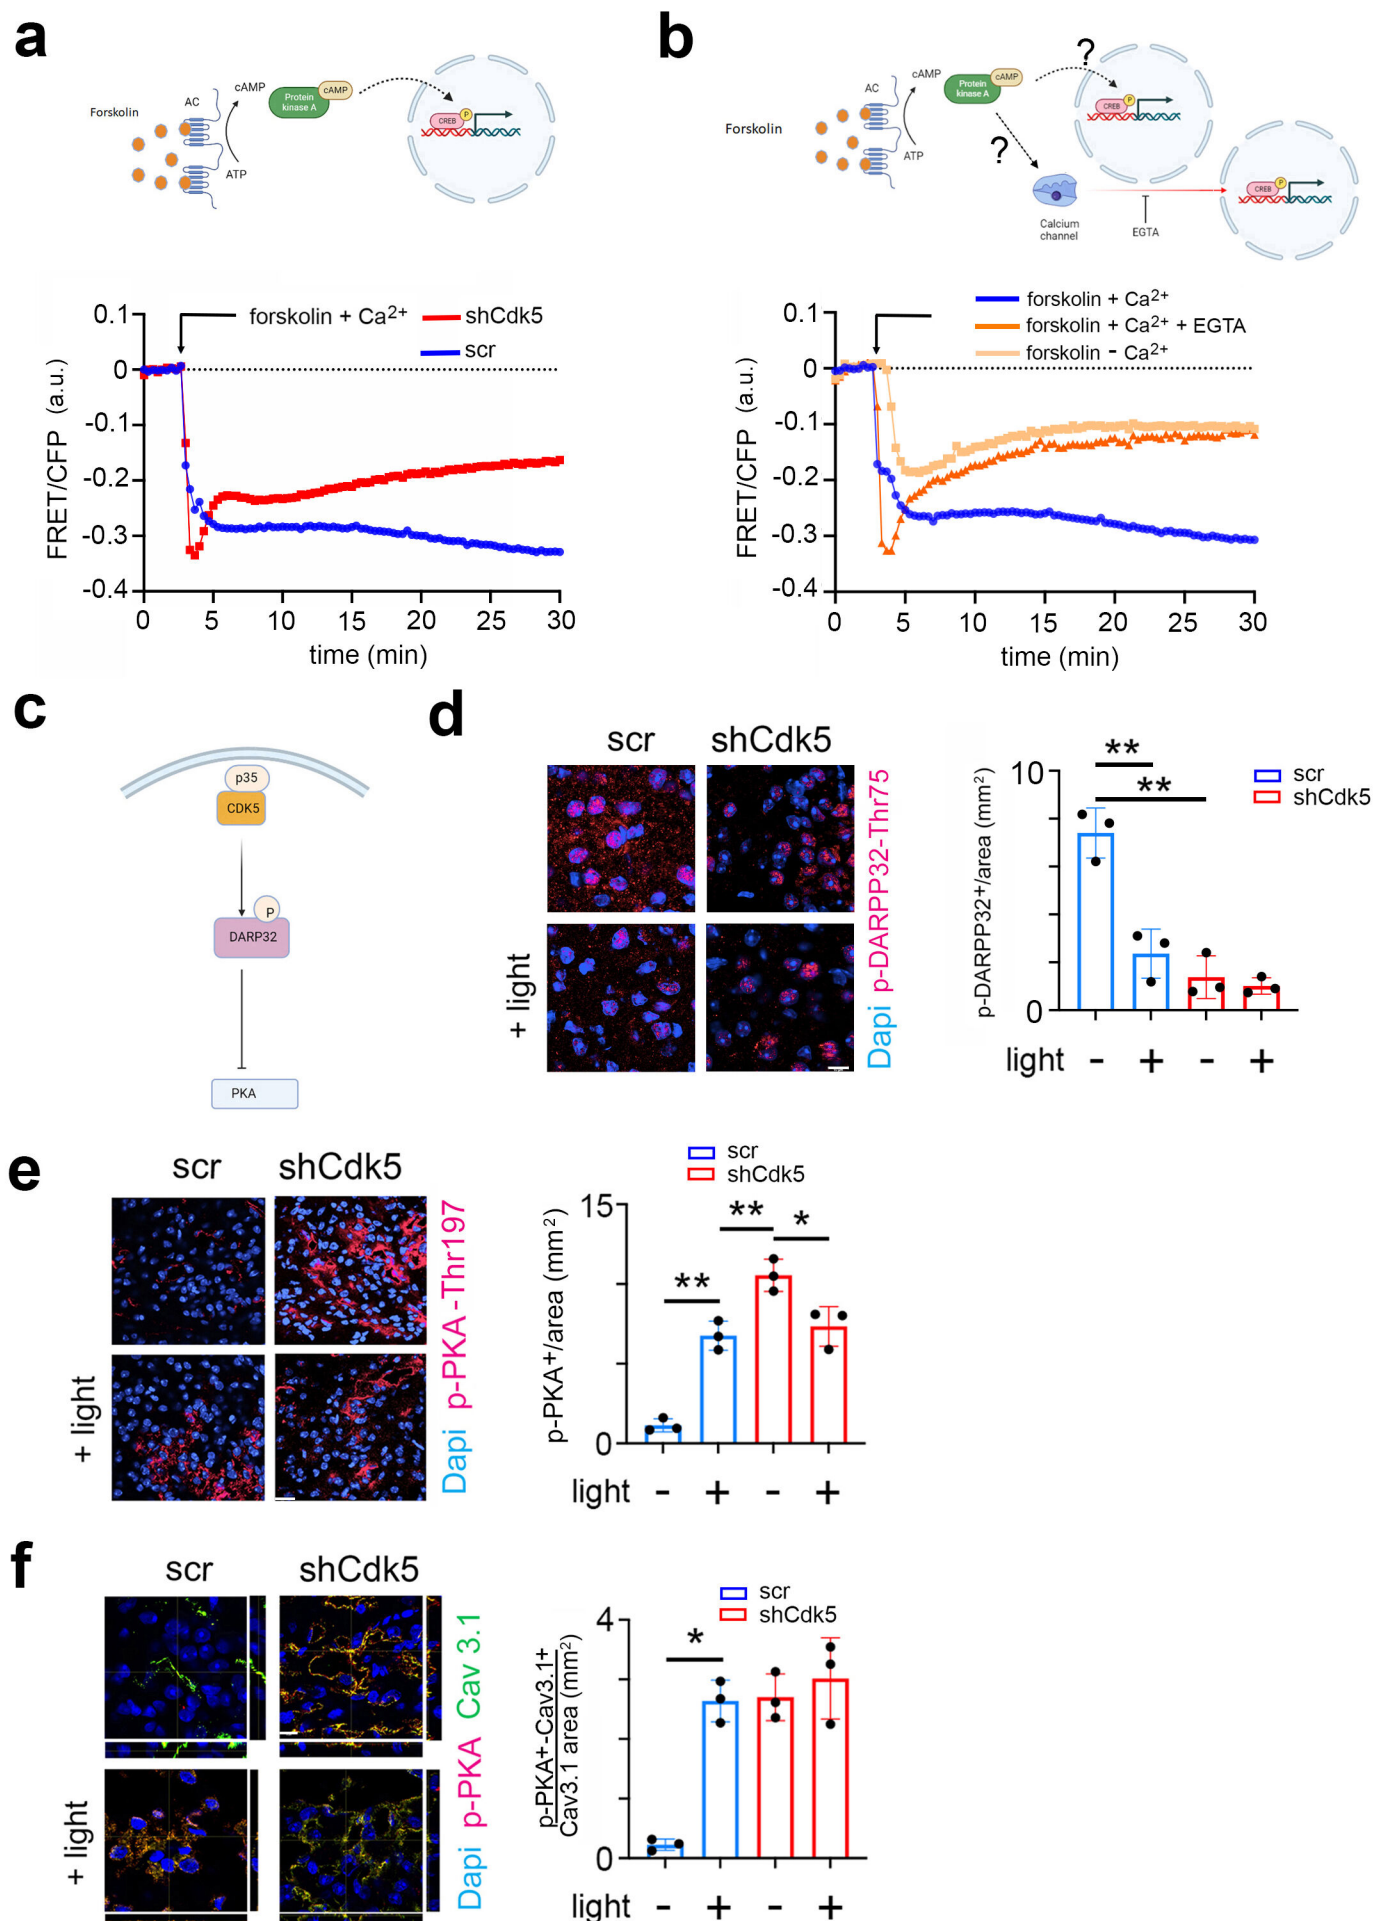 a
Forskolin
AC
cAMP
ATP
Protein
kinase A
cAMP
CREB
P
forskolin + Ca2+
shCdk5
scr
FRET/CFP (a.u.)
0.1
0
-0.1
-0.2
-0.3
-0.4
0 5 10 15 20 25 30
time (min)
b
Forskolin
AC
cAMP
ATP
Protein
kinase A
cAMP
?
?
CREB
P
Calcium
channel
EGTA
CREB
P
forskolin + Ca2+
forskolin + Ca2+ + EGTA
forskolin - Ca2+
FRET/CFP (a.u.)
0.1
0
-0.1
-0.2
-0.3
-0.4
0 5 10 15 20 25 30
time (min)
c
p35
CDK5
P
DARP32
PKA
d
scr shCdk5
+ light
Dapi p-DARPP32-Thr75
p-DARPP32+/area (mm2)
10
0
**
**
scr
shCdk5
light - + - +
e
scr shCdk5
+ light
Dapi p-PKA-Thr197
p-PKA+/area (mm2)
15
0
**
**
*
scr
shCdk5
light - + - +
f
scr shCdk5
+ light
Dapi p-PKA Cav 3.1
p-PKA+-Cav3.1+
Cav3.1 area (mm2)
4
0
*
scr
shCdk5
light - + - +